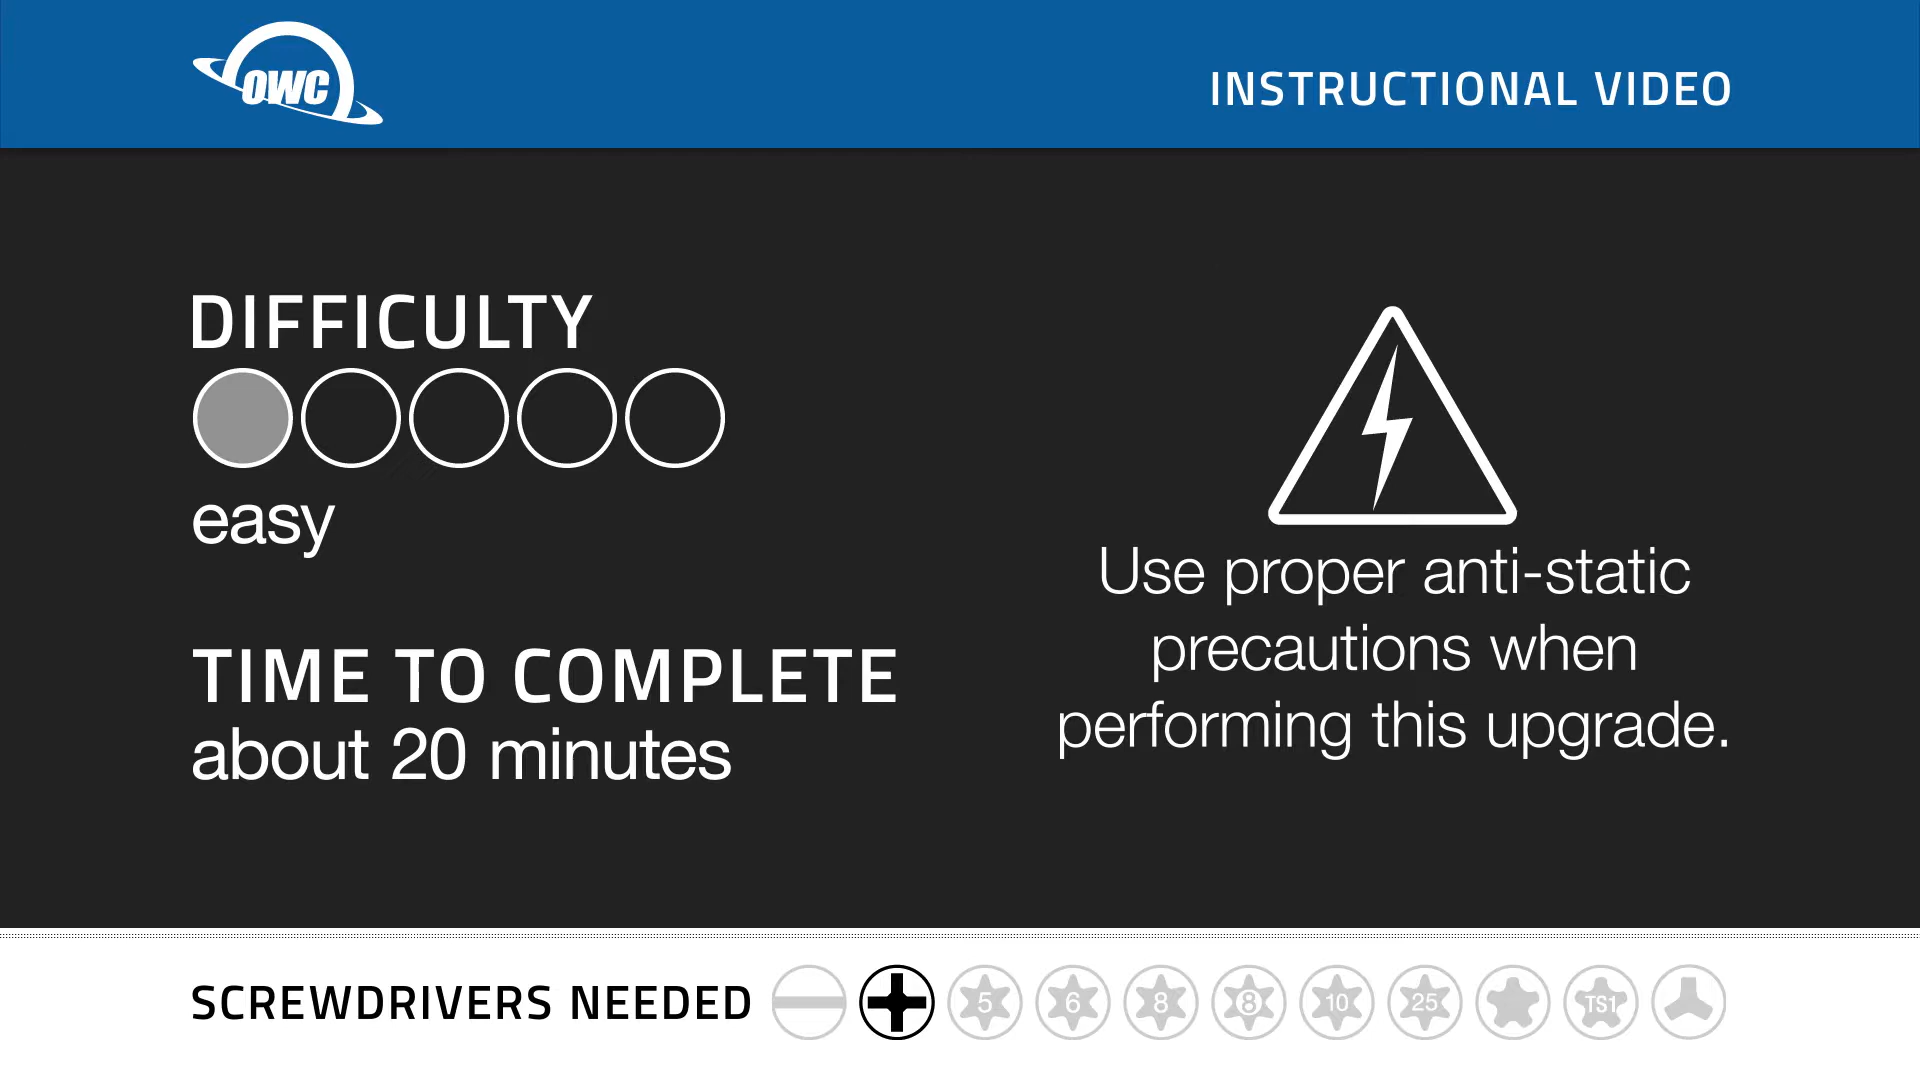 OWC
INSTRUCTIONAL VIDEO
DIFFICULTY
easy
TIME TO COMPLETE
about 20 minutes
Use proper anti-static
precautions when
performing this upgrade.
SCREWDRIVERS NEEDED 5 6 8 8 10 25 TS1